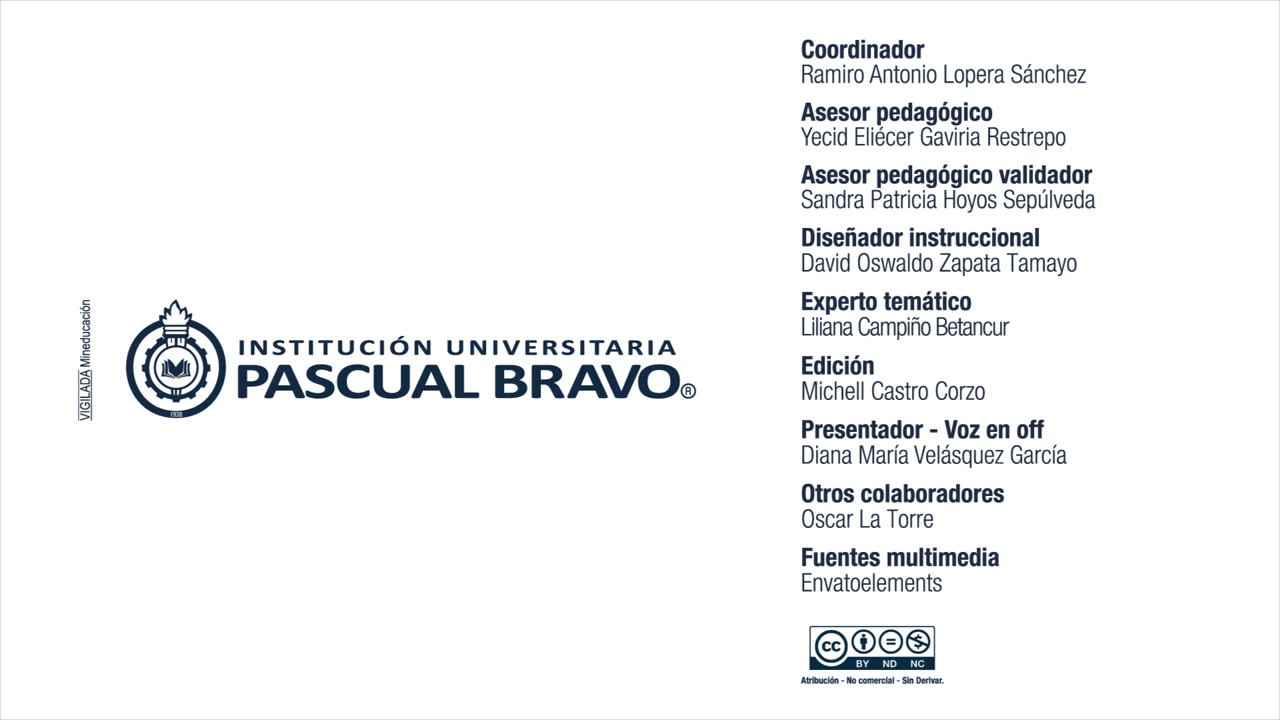 VIGILADA Mineducación
1938
INSTITUCIÓN UNIVERSITARIA
PASCUAL BRAVO®
Coordinador
Ramiro Antonio Lopera Sánchez
Asesor pedagógico
Yecid Eliécer Gaviria Restrepo
Asesor pedagógico validador
Sandra Patricia Hoyos Sepúlveda
Diseñador instruccional
David Oswaldo Zapata Tamayo
Experto temático
Liliana Campiño Betancur
Edición
Michell Castro Corzo
Presentador - Voz en off
Diana María Velásquez García
Otros colaboradores
Oscar La Torre
Fuentes multimedia
Envatoelements
cc
BY ND NC
Atribución - No comercial - Sin Derivar.